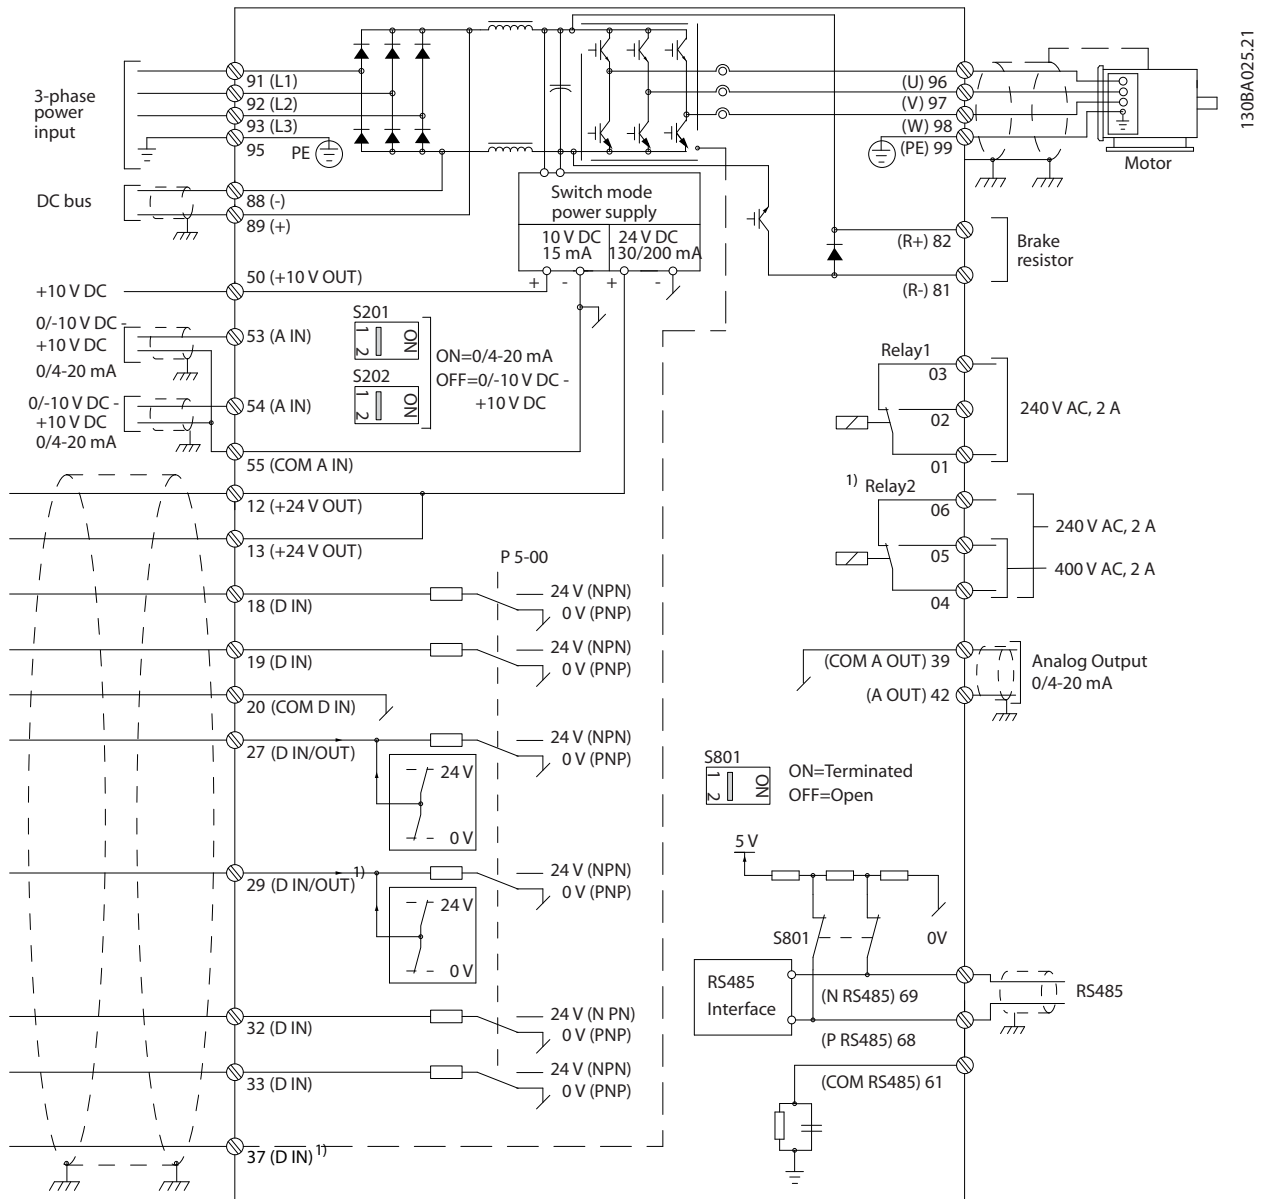 3-phase
power
input
91 (L1)
92 (L2)
93 (L3)
95
PE
DC bus
88 (-)
89 (+)
+10 V DC
50 (+10 V OUT)
0/-10 V DC -
+10 V DC
0/4-20 mA
53 (A IN)
0/-10 V DC -
+10 V DC
0/4-20 mA
54 (A IN)
55 (COM A IN)
12 (+24 V OUT)
13 (+24 V OUT)
18 (D IN)
19 (D IN)
20 (COM D IN)
27 (D IN/OUT)
24 V
0 V
29 (D IN/OUT) 1)
24 V
0 V
32 (D IN)
33 (D IN)
37 (D IN) 1)
Switch mode
power supply
10 V DC
15 mA
24 V DC
130/200 mA
+ - + -
S201
1 2
ON
S202
1 2
ON
ON=0/4-20 mA
OFF=0/-10 V DC -
+10 V DC
P 5-00
24 V (NPN)
0 V (PNP)
24 V (NPN)
0 V (PNP)
24 V (NPN)
0 V (PNP)
24 V (NPN)
0 V (PNP)
24 V (N PN)
0 V (PNP)
24 V (NPN)
0 V (PNP)
(U) 96
(V) 97
(W) 98
(PE) 99
Motor
130BA025.21
(R+) 82
(R-) 81
Brake
resistor
Relay1
03
02
01
240 V AC, 2 A
1) Relay2
06
05
04
240 V AC, 2 A
400 V AC, 2 A
(COM A OUT) 39
(A OUT) 42
Analog Output
0/4-20 mA
S801
1 2
ON
ON=Terminated
OFF=Open
5 V
S801
0V
RS485
Interface
(N RS485) 69
(P RS485) 68
(COM RS485) 61
RS485